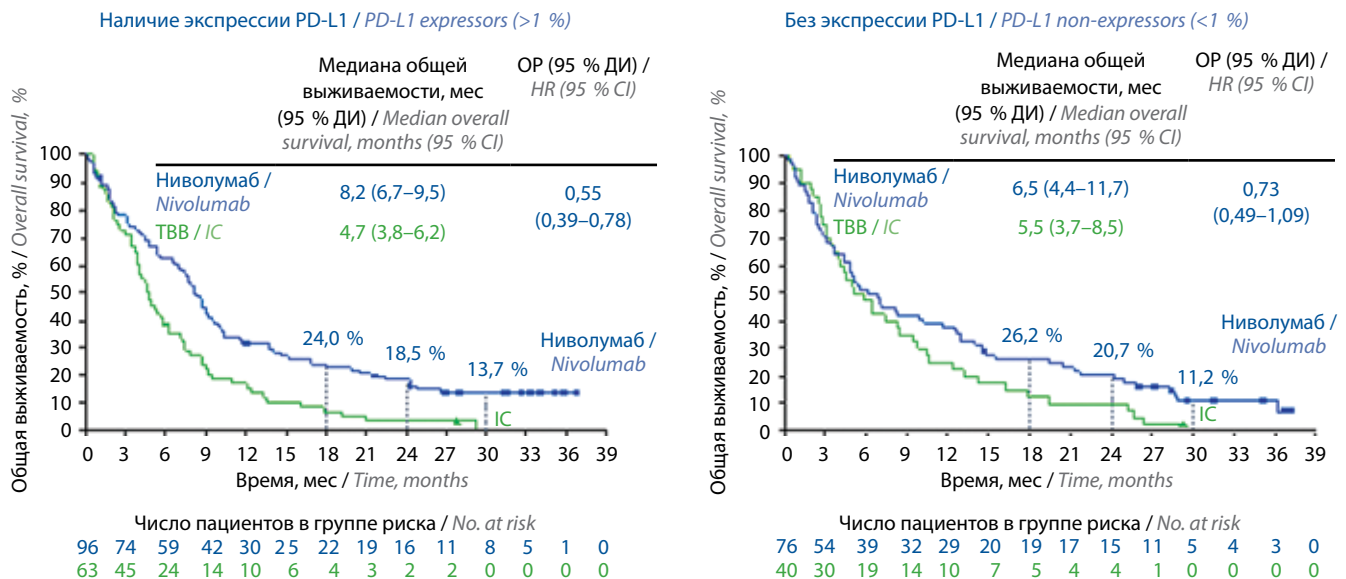 Наличие экспрессии PD-L1 / PD-L1 expressors (>1 %)
Медиана общей
выживаемости, мес
(95 % ДИ) / Median overall
survival, months (95 % CI)
ОР (95 % ДИ) /
HR (95 % CI)
Общая выживаемость, % / Overall survival, %
100
90
80
70
60
50
40
30
20
10
0
Ниволумаб /
Nivolumab
8,2 (6,7–9,5)
0,55
(0,39–0,78)
ТВВ / IC
4,7 (3,8–6,2)
24,0 %
18,5 %
13,7 %
Ниволумаб /
Nivolumab
IC
0 3 6 9 12 15 18 21 24 27 30 33 36 39
Время, мес / Time, months
Число пациентов в группе риска / No. at risk
96 74 59 42 30 25 22 19 16 11 8 5 1 0
63 45 24 14 10 6 4 3 2 2 0 0 0 0
Без экспрессии PD-L1 / PD-L1 non-expressors (<1 %)
Медиана общей
выживаемости, мес
(95 % ДИ) / Median overall
survival, months (95 % CI)
ОР (95 % ДИ) /
HR (95 % CI)
Общая выживаемость, % / Overall survival, %
100
90
80
70
60
50
40
30
20
10
0
Ниволумаб /
Nivolumab
6,5 (4,4–11,7)
0,73
(0,49–1,09)
ТВВ / IC
5,5 (3,7–8,5)
26,2 %
20,7 %
11,2 %
Ниволумаб /
Nivolumab
IC
0 3 6 9 12 15 18 21 24 27 30 33 36 39
Время, мес / Time, months
Число пациентов в группе риска / No. at risk
76 54 39 32 29 20 19 17 15 11 5 4 3 0
40 30 19 14 10 7 5 4 4 1 0 0 0 0